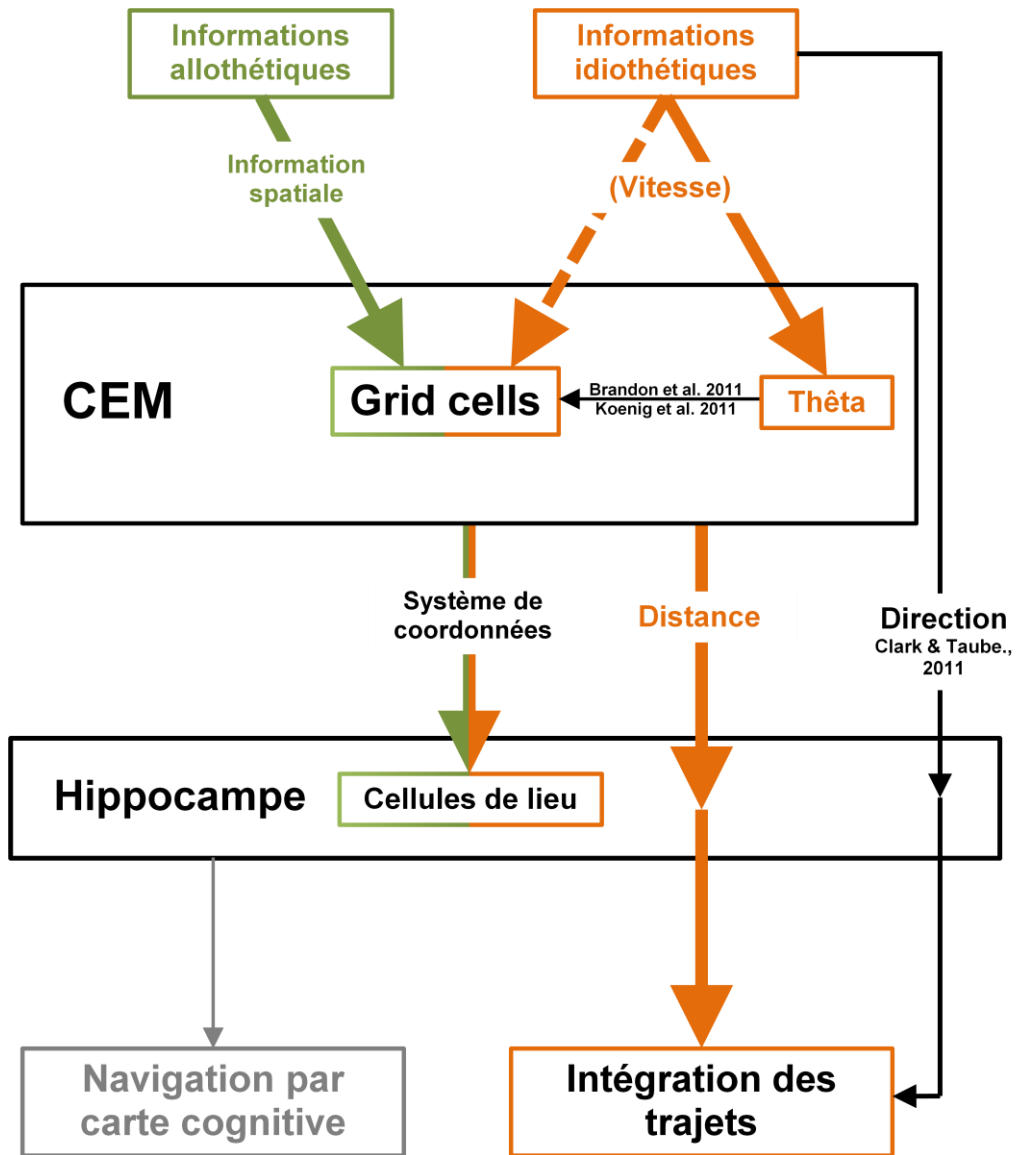 Informations
allothétiques
Informations
idiothétiques
Information
spatiale
(Vitesse)
CEM
Grid cells
Brandon et al. 2011
Koenig et al. 2011
Thêta
Système de
coordonnées
Distance
Direction
Clark & Taube.,
2011
Hippocampe
Cellules de lieu
Navigation par
carte cognitive
Intégration des
trajets